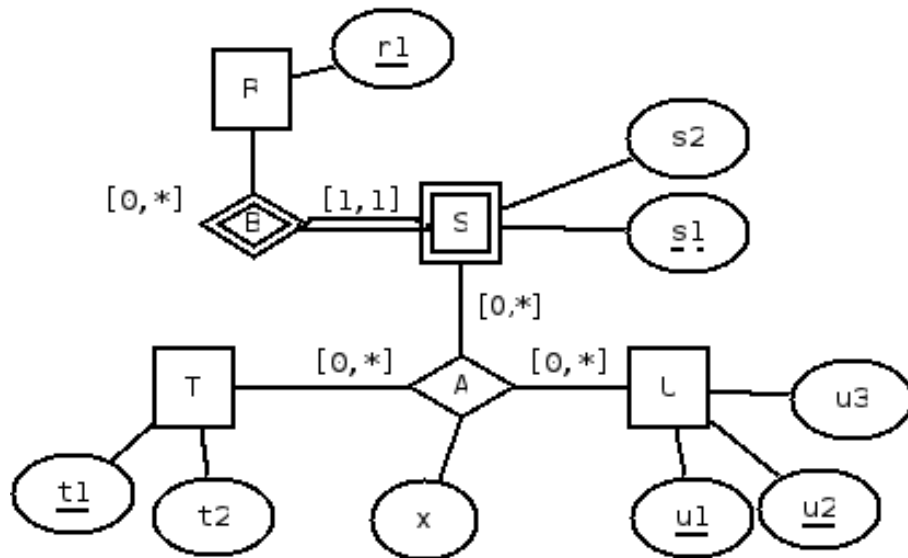 r1
R
s2
[0,*]
[1,1]
B
S
s1
[0,*]
[0,*]
[0,*]
T
A
U
u3
t1
t2
x
u1
u2